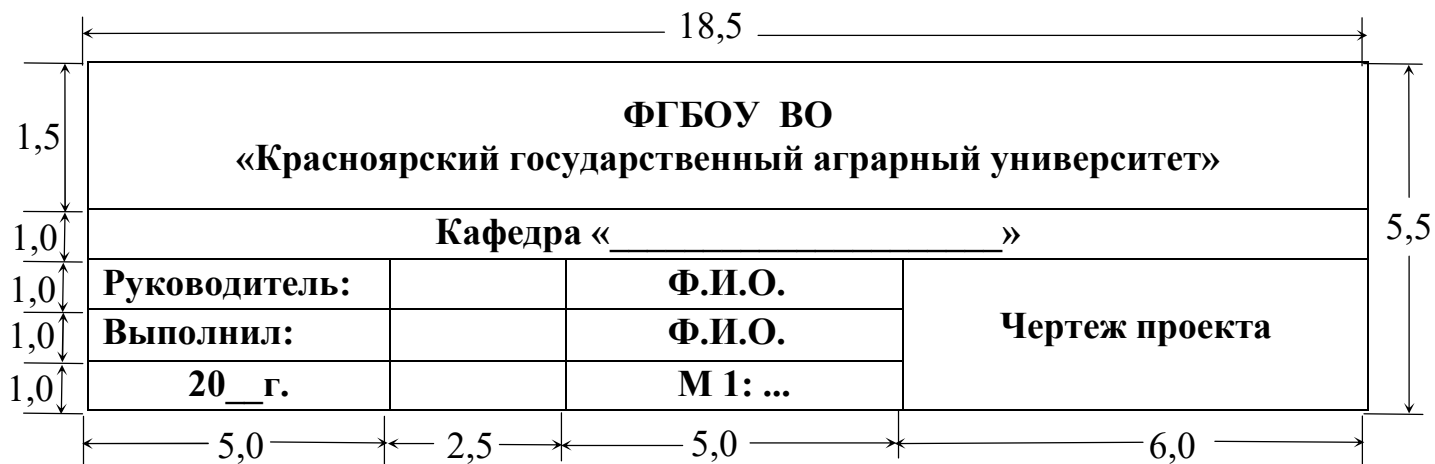 18,5
ФГБОУ ВО
1,5
«Красноярский государственный аграрный университет»
1,0 Кафедра «_____________________» 5,5
1,0 Руководитель: Ф.И.О.
1,0 Выполнил: Ф.И.О. Чертеж проекта
1,0 20__г. М 1: ...
5,0 2,5 5,0 6,0